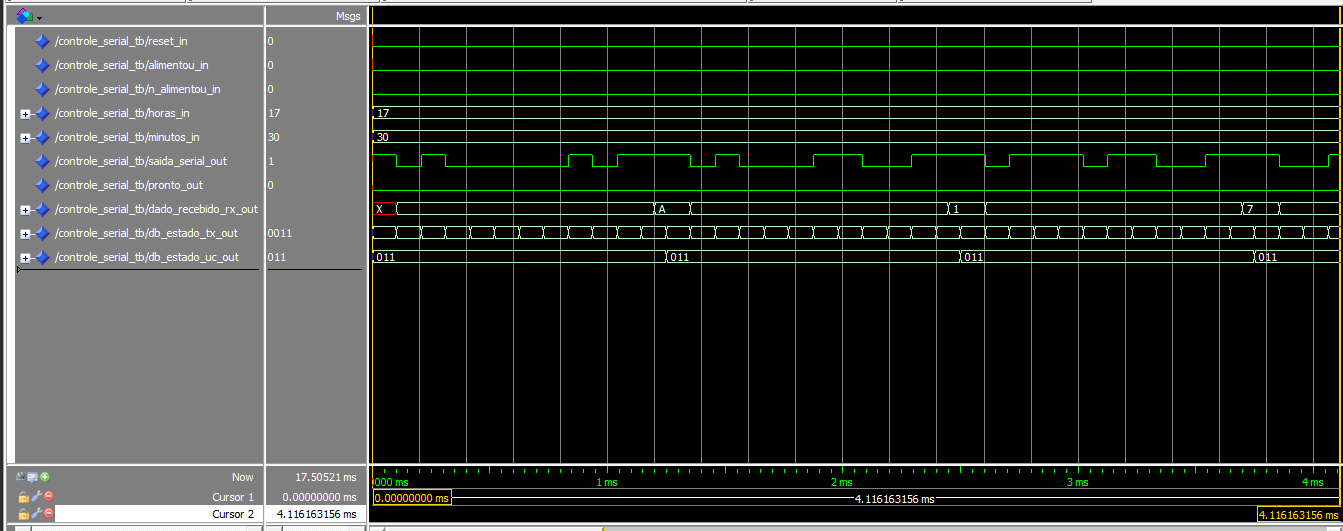 Msgs
/controle_serial_tb/reset_in 0
/controle_serial_tb/alimentou_in 0
/controle_serial_tb/n_alimentou_in 0
/controle_serial_tb/horas_in 17 17
/controle_serial_tb/minutos_in 30 30
/controle_serial_tb/saida_serial_out 1
/controle_serial_tb/pronto_out 0
/controle_serial_tb/dado_recebido_rx_out X A 1 7
/controle_serial_tb/db_estado_tx_out 0011
/controle_serial_tb/db_estado_uc_out 011 011 011 011 011
Now 17.50521 ms 000 ms 1 ms 2 ms 3 ms 4 ms
Cursor 1 0.00000000 ms 0.00000000 ms 4.116163156 ms
Cursor 2 4.116163156 ms 4.116163156 ms